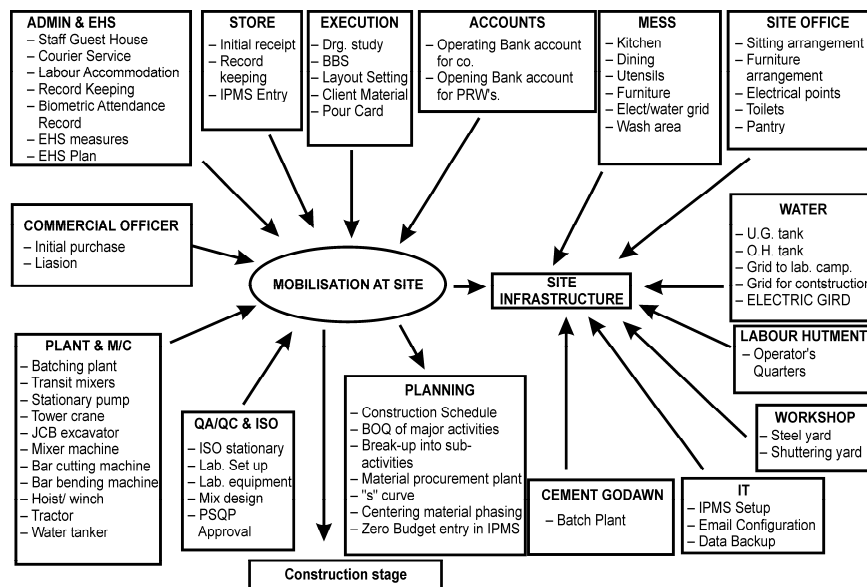 ADMIN & EHS
– Staff Guest House
– Courier Service
– Labour Accommodation
– Record Keeping
– Biometric Attendance
Record
– EHS measures
– EHS Plan
STORE
– Initial receipt
– Record
keeping
– IPMS Entry
EXECUTION
– Drg. study
– BBS
– Layout Setting
– Client Material
– Pour Card
ACCOUNTS
– Operating Bank account
for co.
– Opening Bank account
for PRW's.
MESS
– Kitchen
– Dining
– Utensils
– Furniture
– Elect/water grid
– Wash area
SITE OFFICE
– Sitting arrangement
– Furniture
arrangement
– Electrical points
– Toilets
– Pantry
COMMERCIAL OFFICER
– Initial purchase
– Liasion
MOBILISATION AT SITE
SITE
INFRASTRUCTURE
WATER
– U.G. tank
– O.H. tank
– Grid to lab. camp.
– Grid for contstruction
– ELECTRIC GIRD
LABOUR HUTMENT
– Operator's
Quarters
WORKSHOP
– Steel yard
– Shuttering yard
PLANT & M/C
– Batching plant
– Transit mixers
– Stationary pump
– Tower crane
– JCB excavator
– Mixer machine
– Bar cutting machine
– Bar bending machine
– Hoist/ winch
– Tractor
– Water tanker
QA/QC & ISO
– ISO stationary
– Lab. Set up
– Lab. equipment
– Mix design
– PSQP
Approval
PLANNING
– Construction Schedule
– BOQ of major activities
– Break-up into sub-
activities
– Material procurement plant
– "s" curve
– Centering material phasing
– Zero Budget entry in IPMS
CEMENT GODAWN
– Batch Plant
IT
– IPMS Setup
– Email Configuration
– Data Backup
Construction stage